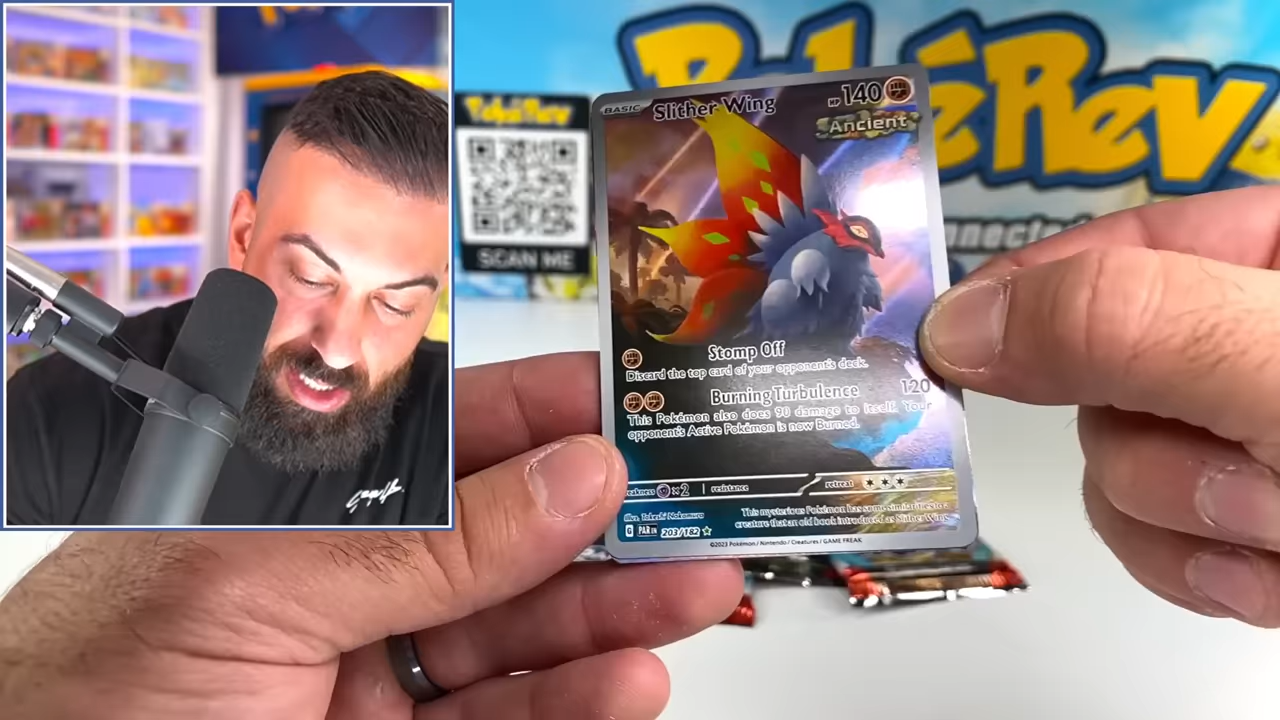 PokéRev
PokéRev
SCAN ME
BASIC
Slither Wing
HP 140
Ancient
Stomp Off
Discard the top card of your opponent's deck.
Burning Turbulence 120
This Pokémon also does 90 damage to itself. Your
opponent's Active Pokémon is now Burned.
weakness ×2 resistance retreat
This mysterious Pokémon has some similarities to a
creature that an old book introduced as Slither Wing.
G PAR EN 203/182
©2023 Pokémon / Nintendo / Creatures / GAME FREAK